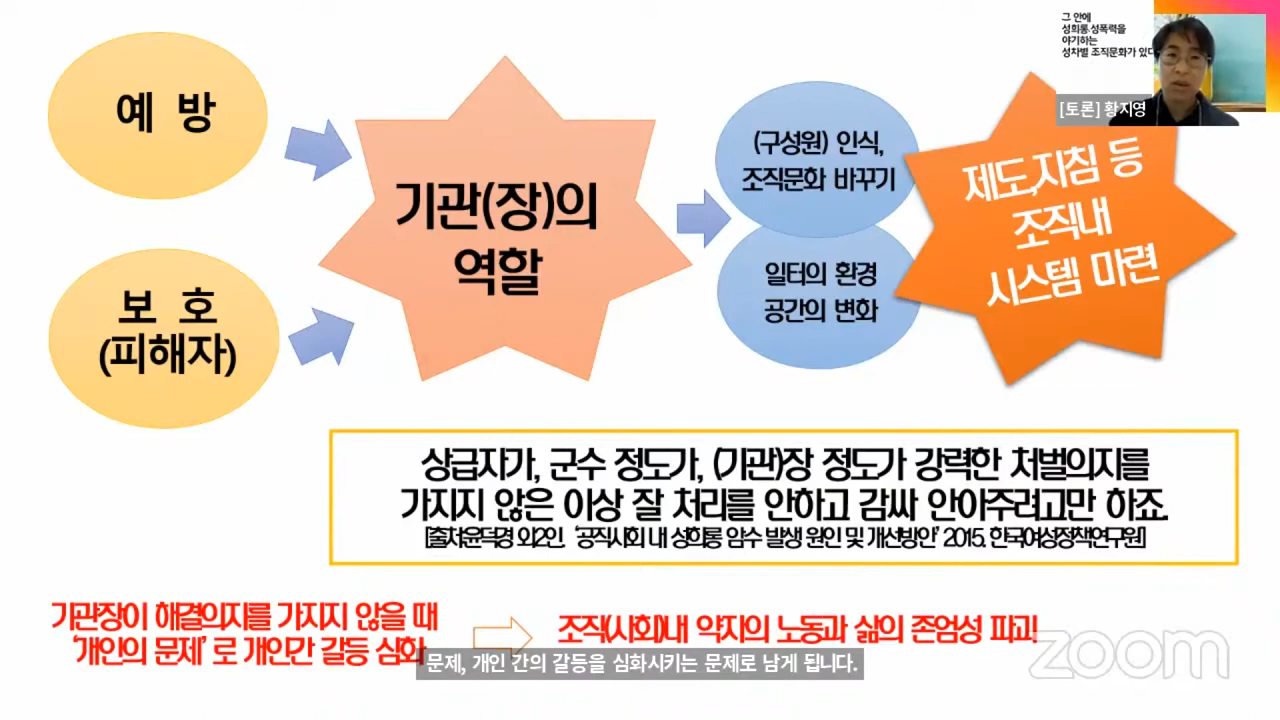 그 안에
성희롱·성폭력을
야기하는
성차별 조직문화가 있다
[토론] 황지영
예 방
보 호
(피해자)
기관(장)의
역할
(구성원) 인식,
조직문화 바꾸기
일터의 환경
공간의 변화
제도,지침 등
조직내
시스템 마련
상급자가, 군수 정도가, (기관)장 정도가 강력한 처벌의지를
가지지 않은 이상 잘 처리를 안하고 감싸 안아주려고만 하죠.
[출처:윤덕경 외2인. '공직사회 내 성희롱 암수 발생 원인 및 개선방안' 2015. 한국여성정책연구원]
기관장이 해결의지를 가지지 않을 때
'개인의 문제' 로 개인간 갈등 심화
조직(사회)내 약자의 노동과 삶의 존엄성 파괴!
문제, 개인 간의 갈등을 심화시키는 문제로 남게 됩니다.
zoom